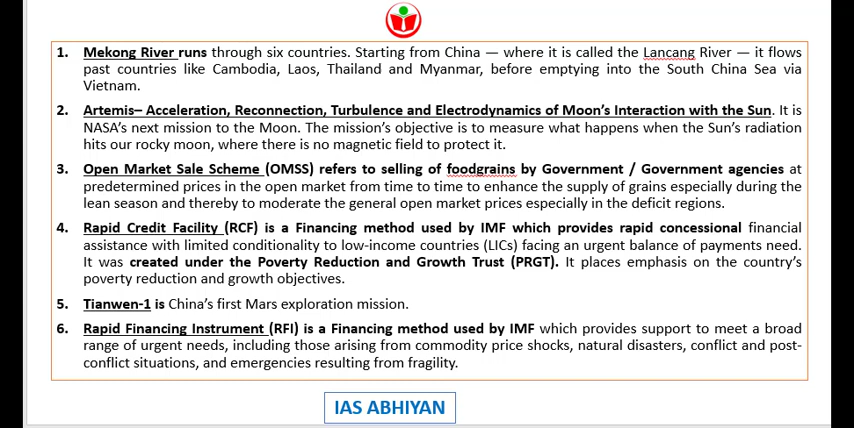 1. Mekong River runs through six countries. Starting from China — where it is called the Lancang River — it flows
past countries like Cambodia, Laos, Thailand and Myanmar, before emptying into the South China Sea via
Vietnam.
2. Artemis– Acceleration, Reconnection, Turbulence and Electrodynamics of Moon’s Interaction with the Sun. It is
NASA’s next mission to the Moon. The mission’s objective is to measure what happens when the Sun’s radiation
hits our rocky moon, where there is no magnetic field to protect it.
3. Open Market Sale Scheme (OMSS) refers to selling of foodgrains by Government / Government agencies at
predetermined prices in the open market from time to time to enhance the supply of grains especially during the
lean season and thereby to moderate the general open market prices especially in the deficit regions.
4. Rapid Credit Facility (RCF) is a Financing method used by IMF which provides rapid concessional financial
assistance with limited conditionality to low-income countries (LICs) facing an urgent balance of payments need.
It was created under the Poverty Reduction and Growth Trust (PRGT). It places emphasis on the country’s
poverty reduction and growth objectives.
5. Tianwen-1 is China’s first Mars exploration mission.
6. Rapid Financing Instrument (RFI) is a Financing method used by IMF which provides support to meet a broad
range of urgent needs, including those arising from commodity price shocks, natural disasters, conflict and post-
conflict situations, and emergencies resulting from fragility.
IAS ABHIYAN